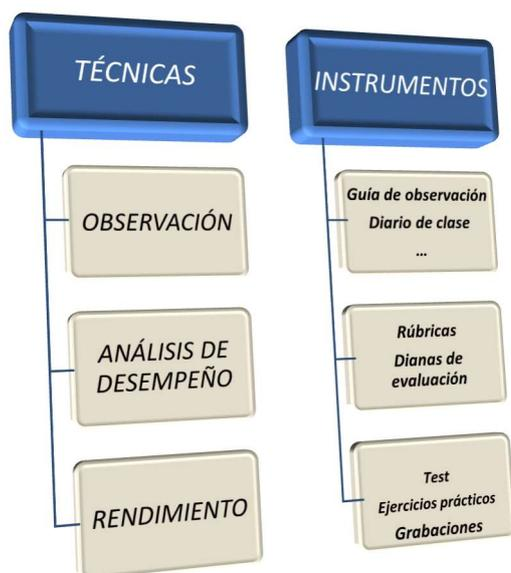 TÉCNICAS
OBSERVACIÓN
ANÁLISIS DE
DESEMPEÑO
RENDIMIENTO
INSTRUMENTOS
Guía de observación
Diario de clase
...
Rúbricas
Dianas de
evaluación
Test
Ejercicios prácticos
Grabaciones